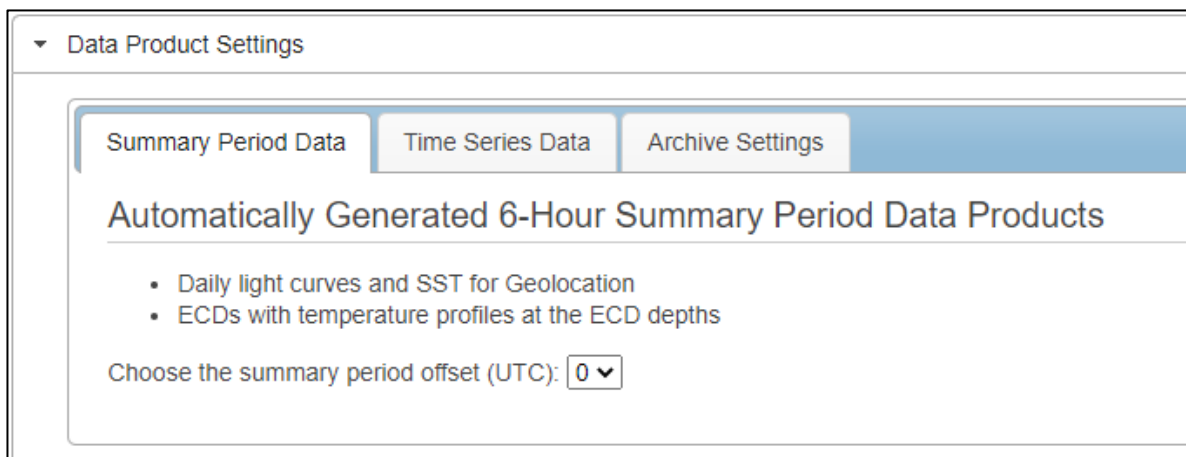 Data Product Settings
Summary Period Data Time Series Data Archive Settings
Automatically Generated 6-Hour Summary Period Data Products
• Daily light curves and SST for Geolocation
• ECDs with temperature profiles at the ECD depths
Choose the summary period offset (UTC): 0